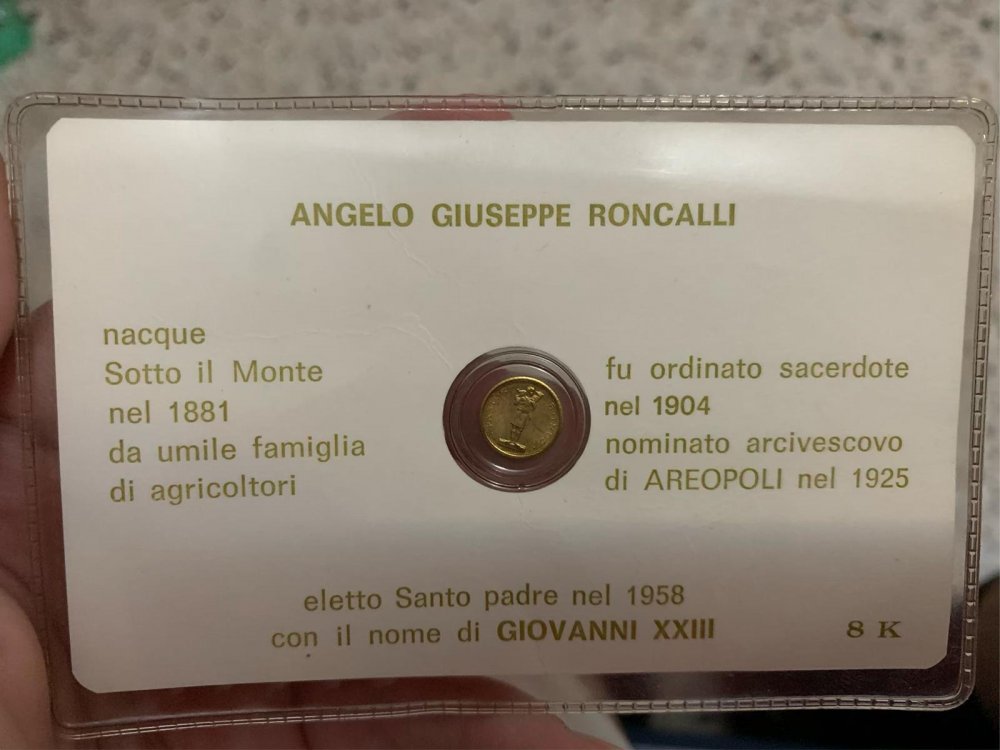 ANGELO GIUSEPPE RONCALLI
nacque
Sotto il Monte
nel 1881
da umile famiglia
di agricoltori
fu ordinato sacerdote
nel 1904
nominato arcivescovo
di AREOPOLI nel 1925
eletto Santo padre nel 1958
con il nome di GIOVANNI XXIII
8 K